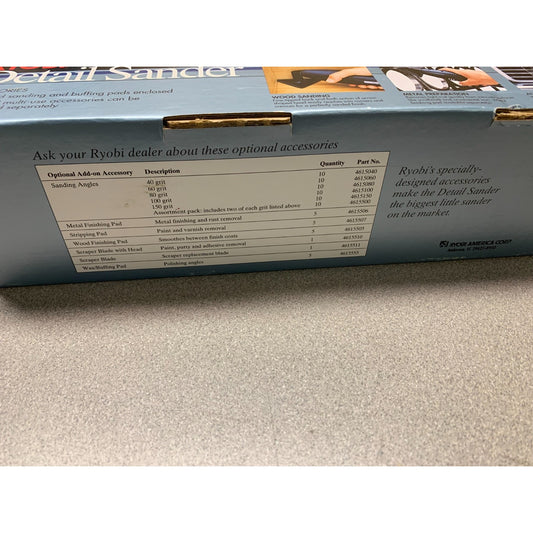 Detail Sander
ORIES
sanding and buffing pads enclosed
multi-use accessories can be
separately.
WOOD SANDING
METAL PREPARATION
Ask your Ryobi dealer about these optional accessories
Optional Add-on Accessory Description Quantity Part No.
Sanding Angles 40 grit 10 4615040
60 grit 10 4615060
80 grit 10 4615080
100 grit 10 4615100
150 grit 10 4615150
Assortment pack: includes two of each grit listed above 10 4615500
Metal Finishing Pad Metal finishing and rust removal 5 4615506
Stripping Pad Paint and varnish removal 5 4615507
Wood Finishing Pad Smoothes between finish coats 5 4615505
Scraper Blade with Head Paint, putty and adhesive removal 1 4615510
Scraper Blade Scraper replacement blade 1 4615511
Wax/Buffing Pad Polishing angles 5 4615555
Ryobi's specially-
designed accessories
make the Detail Sander
the biggest little sander
on the market.
RYOBI AMERICA CORP.
Anderson, SC